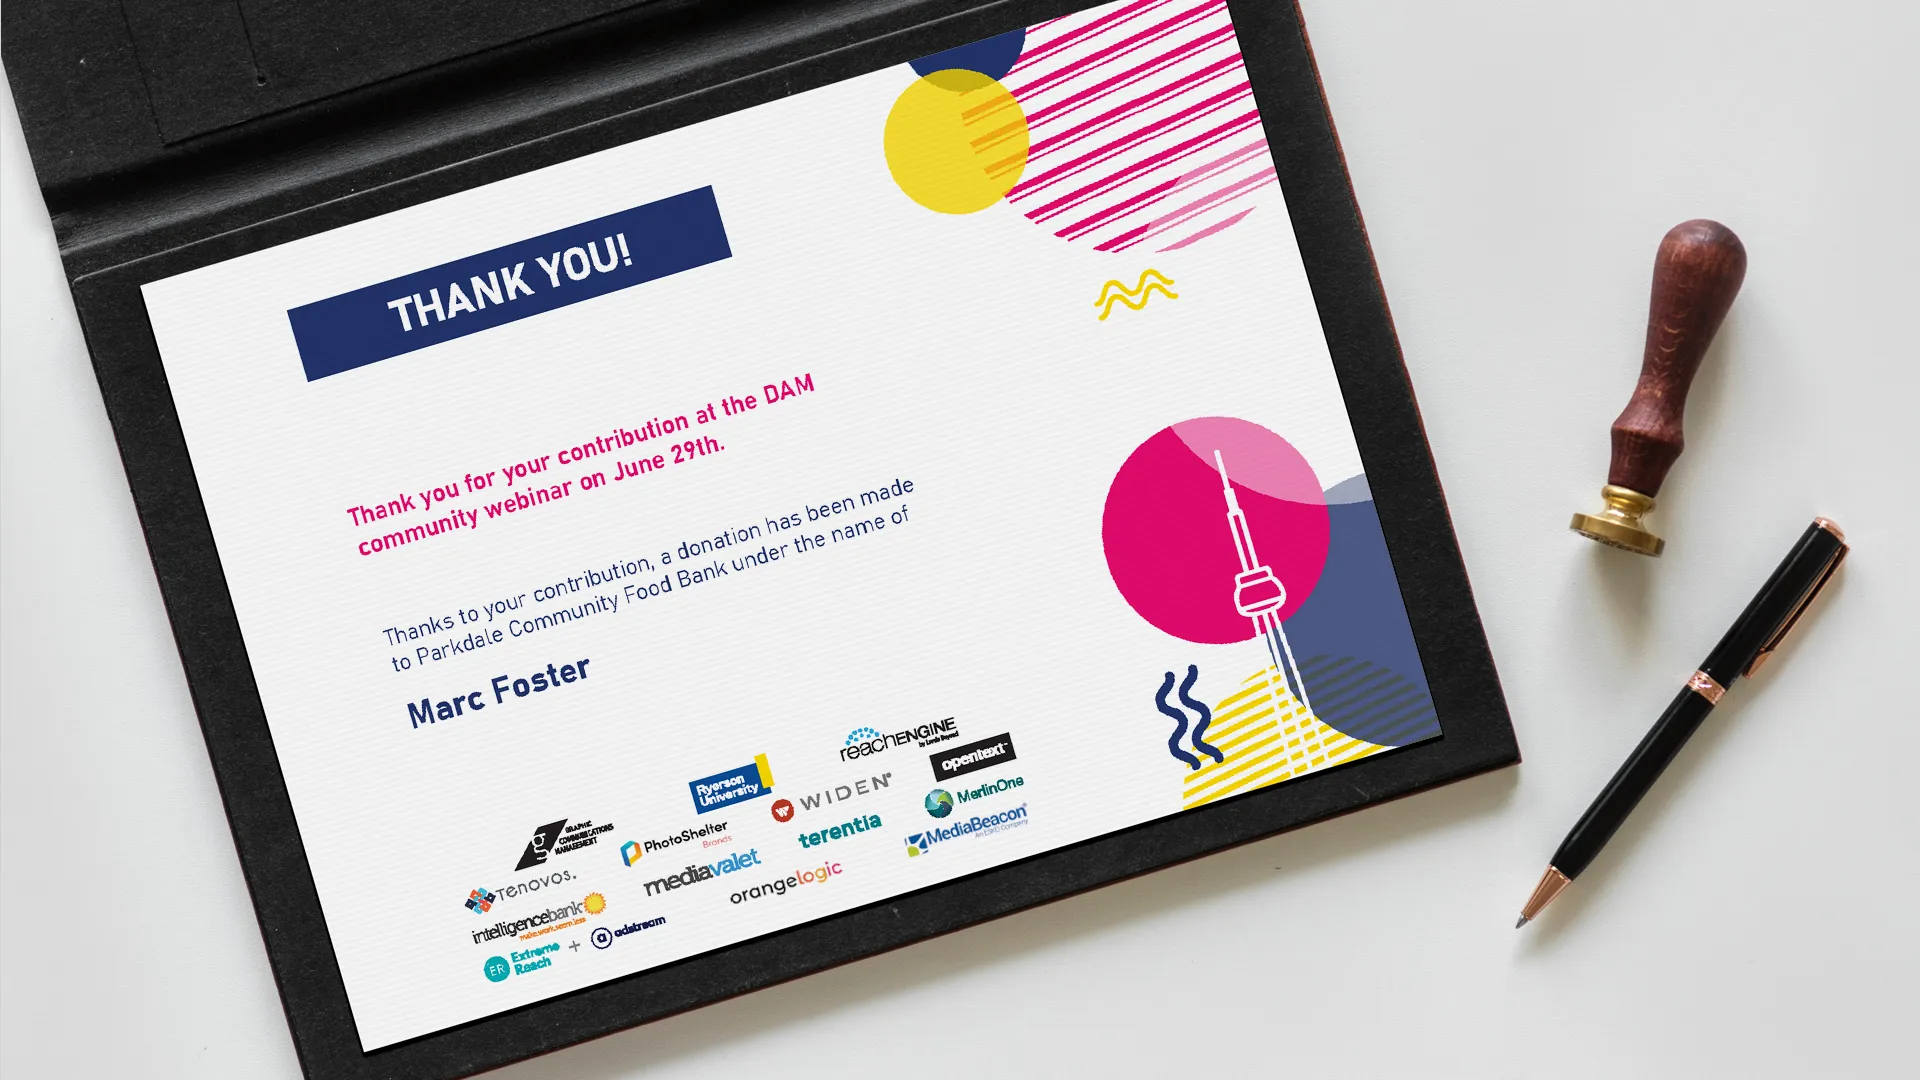 THANK YOU!
Thank you for your contribution at the DAM
community webinar on June 29th.
Thanks to your contribution, a donation has been made
to Parkdale Community Food Bank under the name of
Marc Foster
reachENGINE
by Levels Beyond
opentext™
Ryerson
University
W WIDEN®
MerlinOne
g GRAPHIC
COMMUNICATIONS
MANAGEMENT
PhotoShelter
Brands
terentia
MediaBeacon®
An ESKO Company
TENOVOS.
mediavalet
orangelogic
intelligencebank
make.work.seem.less
ER Extreme
Reach
+
a adstream